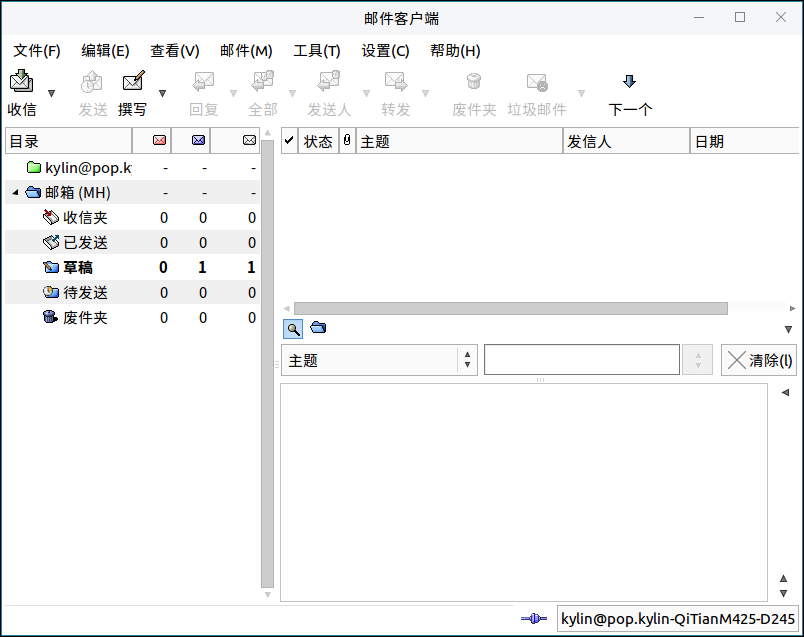 邮件客户端
文件(F) 编辑(E) 查看(V) 邮件(M) 工具(T) 设置(C) 帮助(H)
收信 发送 撰写 回复 全部 发送人 转发 废件夹 垃圾邮件 下一个
目录 状态 主题 发信人 日期
kylin@pop.ky - - -
邮箱 (MH) - - -
收信夹 0 0 0
已发送 0 0 0
草稿 0 1 1
待发送 0 0 0
废件夹 0 0 0
主题 清除(I)
kylin@pop.kylin-QiTianM425-D245